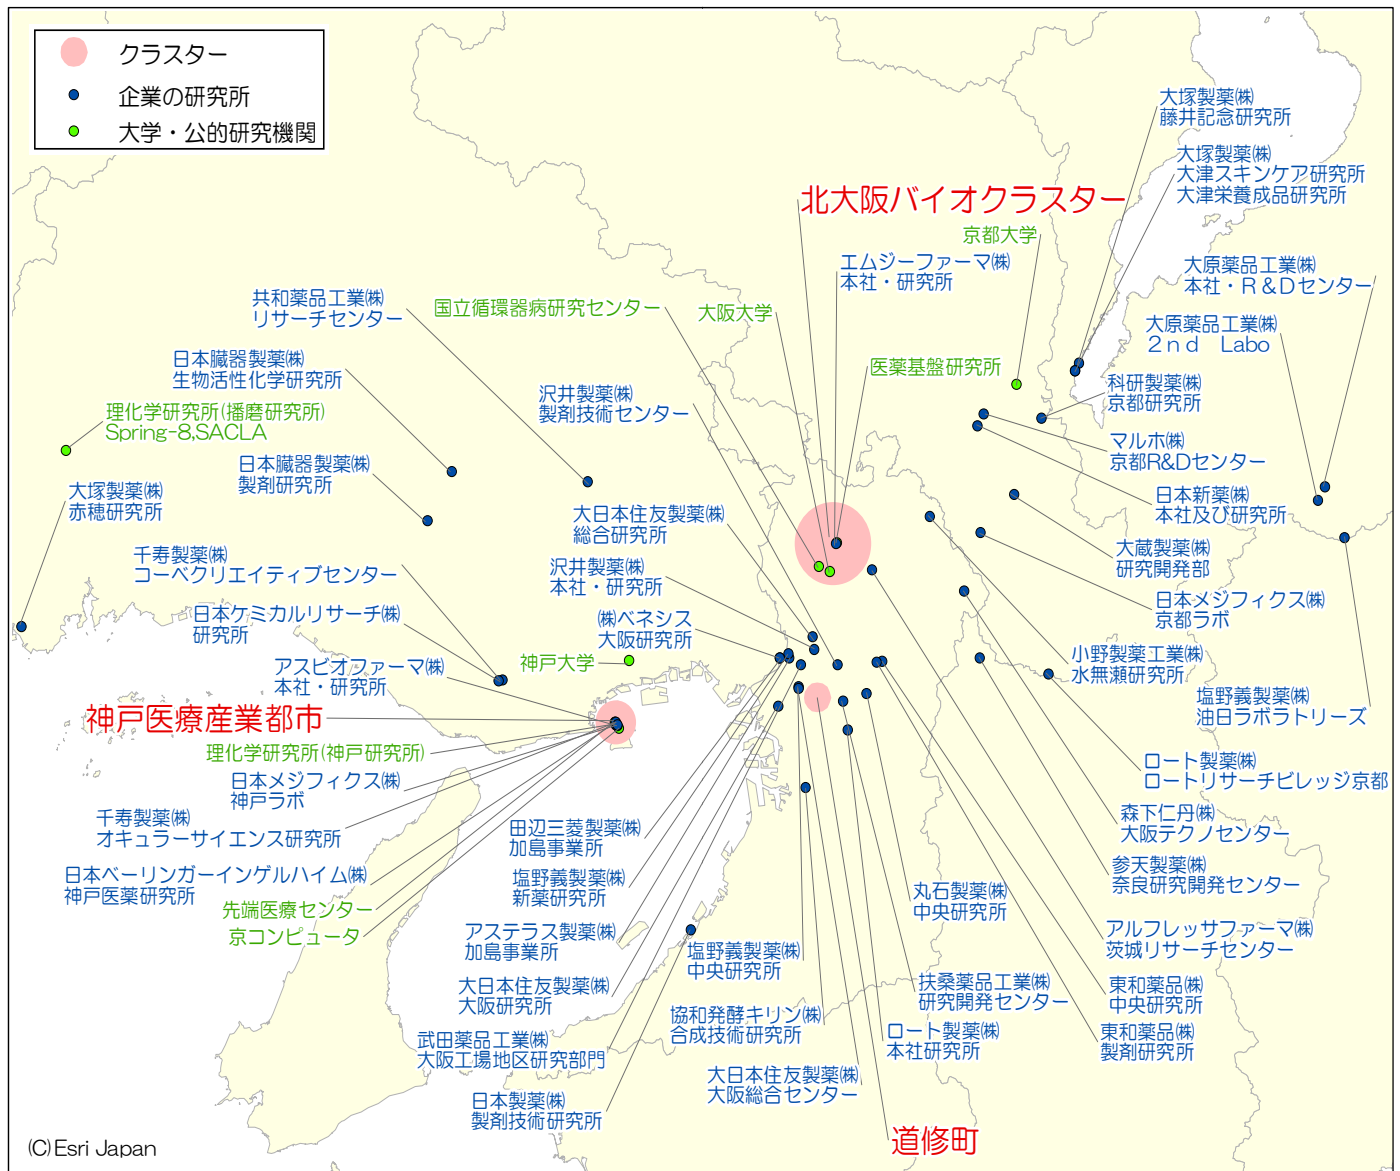 クラスター
企業の研究所
大学・公的研究機関
大塚製薬㈱
藤井記念研究所
大塚製薬㈱
大津スキンケア研究所
大津栄養成品研究所
北大阪バイオクラスター
京都大学
エムジーファーマ㈱
本社・研究所
大原薬品工業㈱
本社・R&Dセンター
共和薬品工業㈱
リサーチセンター
国立循環器病研究センター
大阪大学
大原薬品工業㈱
2nd Labo
日本臓器製薬㈱
生物活性化学研究所
医薬基盤研究所
沢井製薬㈱
製剤技術センター
科研製薬㈱
京都研究所
理化学研究所(播磨研究所)
Spring-8,SACLA
マルホ㈱
京都R&Dセンター
日本臓器製薬㈱
製剤研究所
大塚製薬㈱
赤穂研究所
日本新薬㈱
本社及び研究所
大日本住友製薬㈱
総合研究所
大蔵製薬㈱
研究開発部
千寿製薬㈱
コーベクリエイティブセンター
沢井製薬㈱
本社・研究所
日本メジフィクス㈱
京都ラボ
日本ケミカルリサーチ㈱
研究所
㈱ベネシス
大阪研究所
神戸大学
小野薬品工業㈱
水無瀬研究所
アスビオファーマ㈱
本社・研究所
塩野義製薬㈱
油日ラボラトリーズ
神戸医療産業都市
理化学研究所(神戸研究所)
ロート製薬㈱
ロートリサーチビレッジ京都
日本メジフィクス㈱
神戸ラボ
千寿製薬㈱
オキュラーサイエンス研究所
森下仁丹㈱
大阪テクノセンター
田辺三菱製薬㈱
加島事業所
参天製薬㈱
奈良研究開発センター
日本ベーリンガーインゲルハイム㈱
神戸医薬研究所
塩野義製薬㈱
新薬研究所
丸石製薬㈱
中央研究所
先端医療センター
京コンピュータ
アステラス製薬㈱
加島事業所
アルフレッサファーマ㈱
茨城リサーチセンター
塩野義製薬㈱
中央研究所
大日本住友製薬㈱
大阪研究所
扶桑薬品工業㈱
研究開発センター
東和薬品㈱
中央研究所
協和発酵キリン㈱
合成技術研究所
ロート製薬㈱
本社研究所
東和薬品㈱
製剤研究所
武田薬品工業㈱
大阪工場地区研究部門
大日本住友製薬㈱
大阪総合センター
日本製薬㈱
製剤技術研究所
道修町
(C)Esri Japan